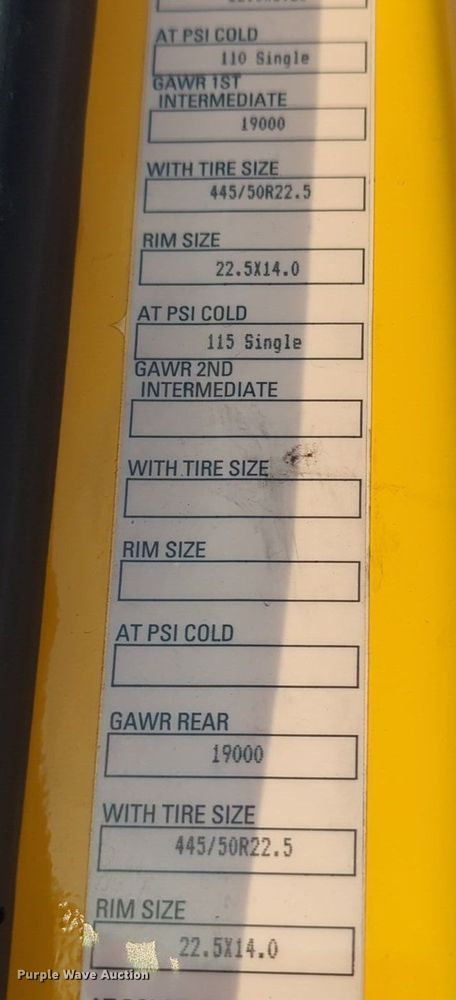 AT PSI COLD
110 Single
GAWR 1ST
INTERMEDIATE
19000
WITH TIRE SIZE
445/50R22.5
RIM SIZE
22.5X14.0
AT PSI COLD
115 Single
GAWR 2ND
INTERMEDIATE
WITH TIRE SIZE
RIM SIZE
AT PSI COLD
GAWR REAR
19000
WITH TIRE SIZE
445/50R22.5
RIM SIZE
22.5X14.0
Purple Wave Auction